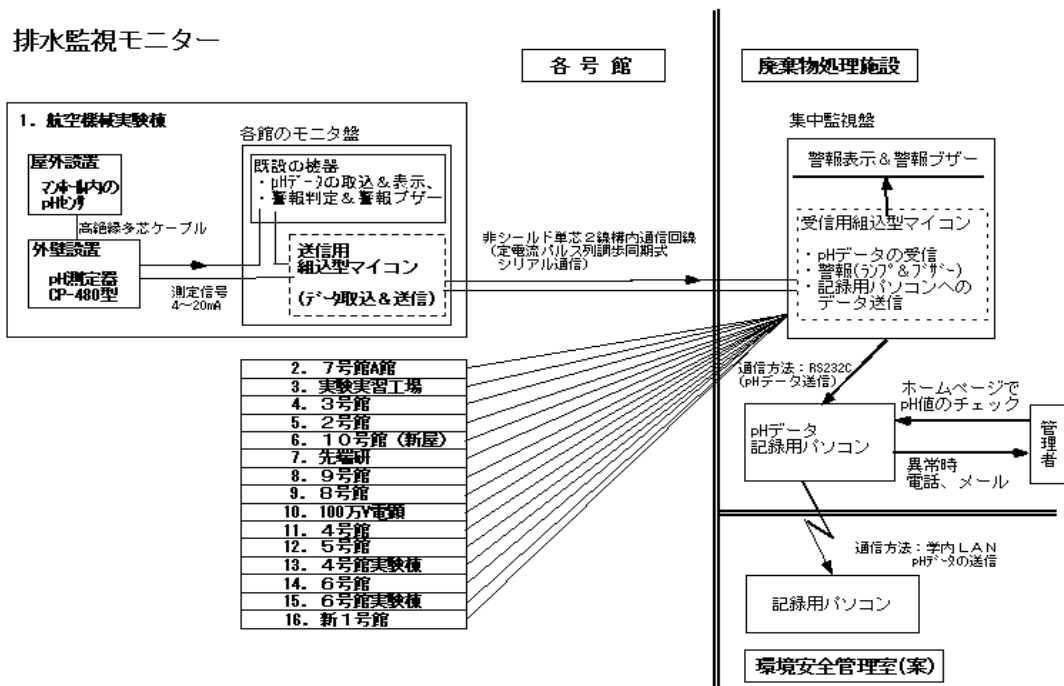 排水監視モニター
各号館
廃棄物処理施設
1. 航空機械実験棟
屋外設置
マンホール内の
pHセンサ
高絶縁多芯ケーブル
外壁設置
pH測定器
CP-480型
測定信号
4～20mA
各館のモニタ盤
既設の機器
・pHデータの取込＆表示、
・警報判定＆警報ブザー
送信用
組込型マイコン
(データ取込＆送信)
非シールド単芯２線構内通信回線
(定電流パルス列調歩同期式
シリアル通信)
集中監視盤
警報表示＆警報ブザー
受信用組込型マイコン
・pHデータの受信
・警報(ランプ＆ブザー)
・記録用パソコンへの
データ送信
2. ７号館A館
3. 実験実習工場
4. ３号館
5. ２号館
6. １０号館（新屋）
7. 先端研
8. ９号館
9. ８号館
10. 100万V電顕
11. ４号館
12. ５号館
13. ４号館実験棟
14. ６号館
15. ６号館実験棟
16. 新１号館
通信方法：RS232C
(pHデータ送信)
pHデータ
記録用パソコン
ホームページで
pH値のチェック
管理者
異常時
電話、メール
通信方法：学内ＬＡＮ
pHデータの送信
記録用パソコン
環境安全管理室(案)